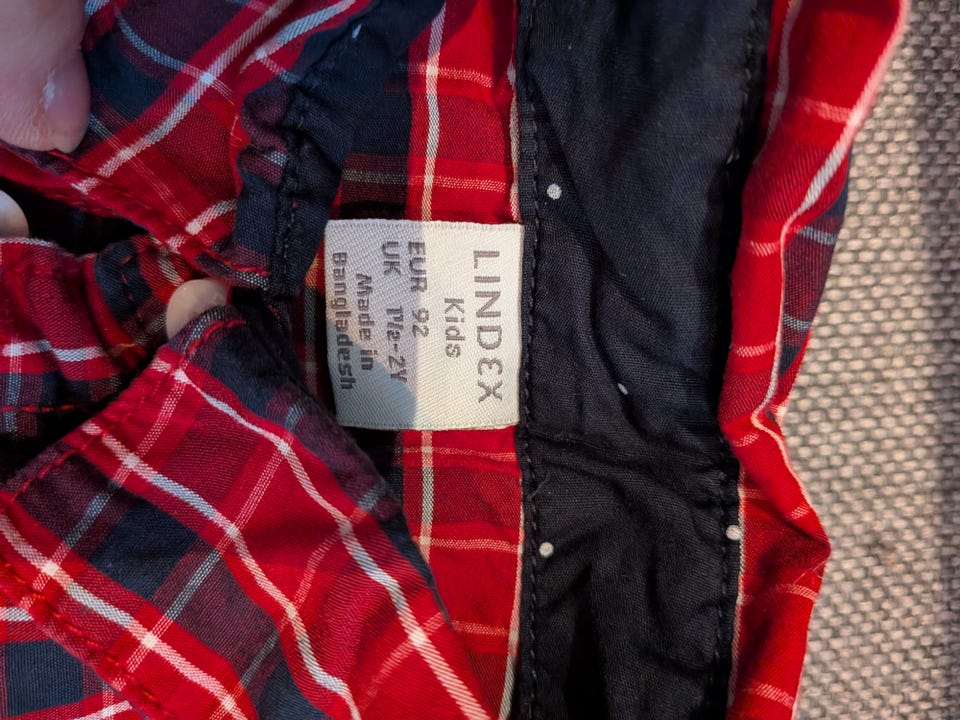 LINDEX
Kids
EUR 92
UK 1½-2Y
Made in
Bangladesh